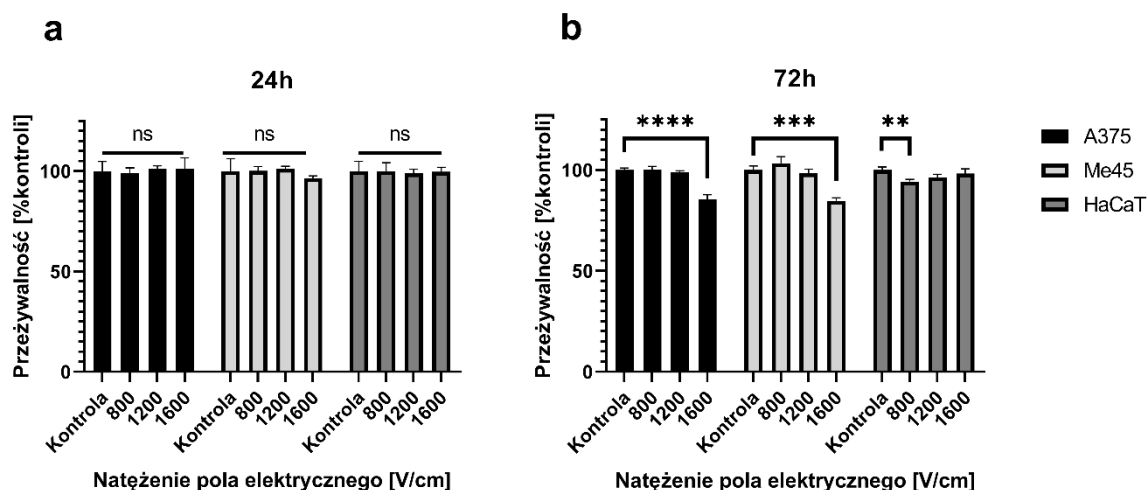 a
24h
ns
ns
ns
Przeżywalność [%kontroli]
100
50
0
Kontrola
800
1200
1600
Kontrola
800
1200
1600
Kontrola
800
1200
1600
Natężenie pola elektrycznego [V/cm]
b
72h
****
***
**
Przeżywalność [%kontroli]
100
50
0
Kontrola
800
1200
1600
Kontrola
800
1200
1600
Kontrola
800
1200
1600
Natężenie pola elektrycznego [V/cm]
A375
Me45
HaCaT